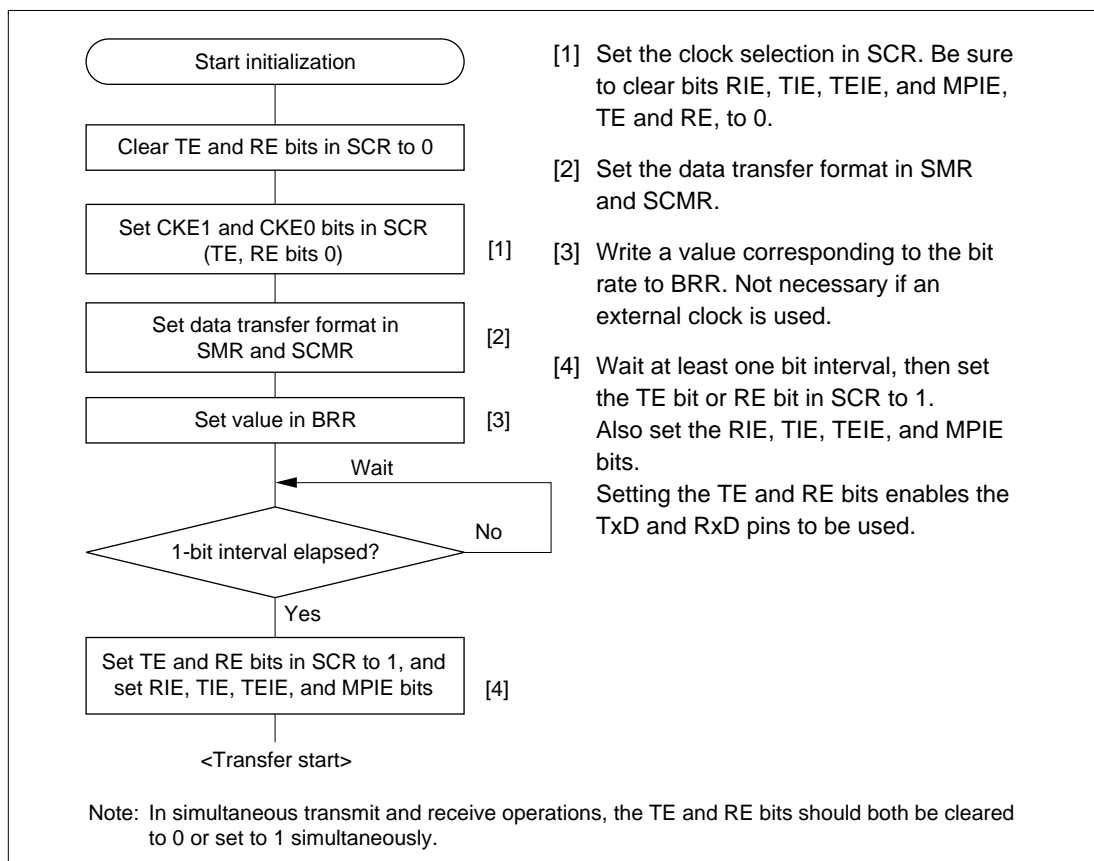 Start initialization
Clear TE and RE bits in SCR to 0
Set CKE1 and CKE0 bits in SCR
(TE, RE bits 0)
[1]
Set data transfer format in
SMR and SCMR
[2]
Set value in BRR
[3]
Wait
1-bit interval elapsed?
No
Yes
Set TE and RE bits in SCR to 1, and
set RIE, TIE, TEIE, and MPIE bits
[4]
<Transfer start>
[1] Set the clock selection in SCR. Be sure
to clear bits RIE, TIE, TEIE, and MPIE,
TE and RE, to 0.
[2] Set the data transfer format in SMR
and SCMR.
[3] Write a value corresponding to the bit
rate to BRR. Not necessary if an
external clock is used.
[4] Wait at least one bit interval, then set
the TE bit or RE bit in SCR to 1.
Also set the RIE, TIE, TEIE, and MPIE
bits.
Setting the TE and RE bits enables the
TxD and RxD pins to be used.
Note: In simultaneous transmit and receive operations, the TE and RE bits should both be cleared
to 0 or set to 1 simultaneously.